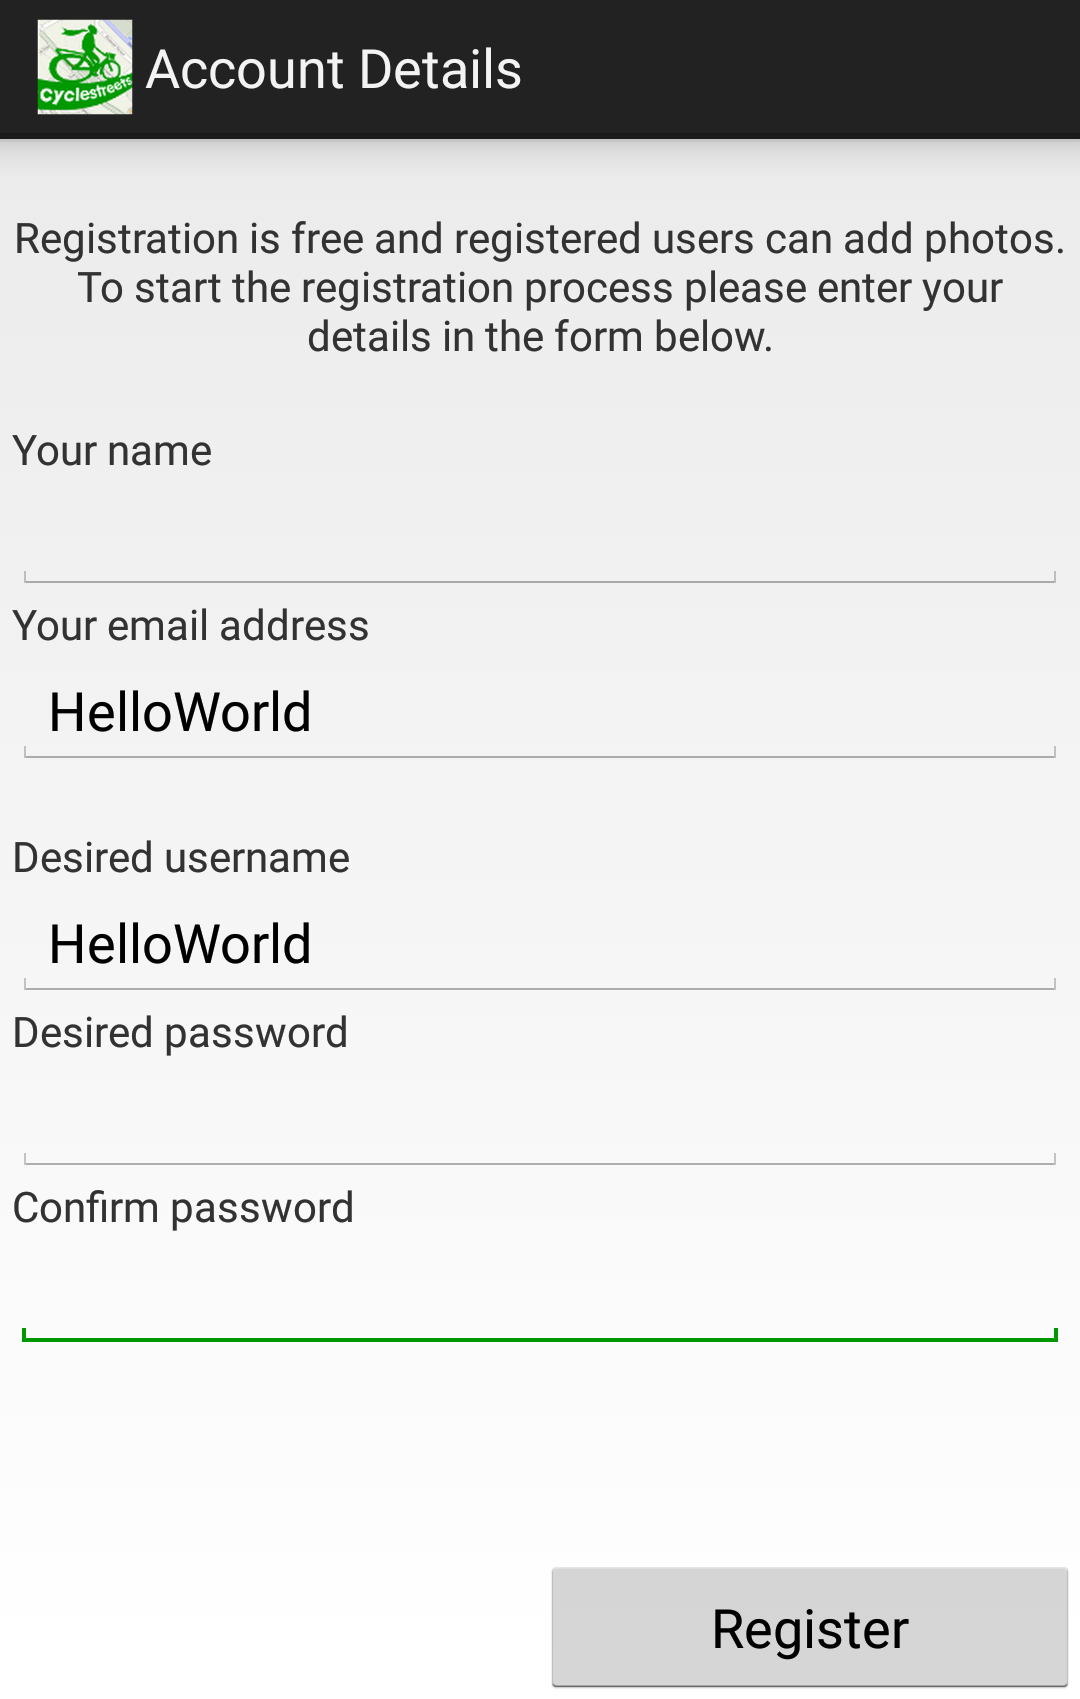 Cyclestreets
Account Details
Registration is free and registered users can add photos.
To start the registration process please enter your
details in the form below.
Your name
Your email address
HelloWorld
Desired username
HelloWorld
Desired password
Confirm password
Register